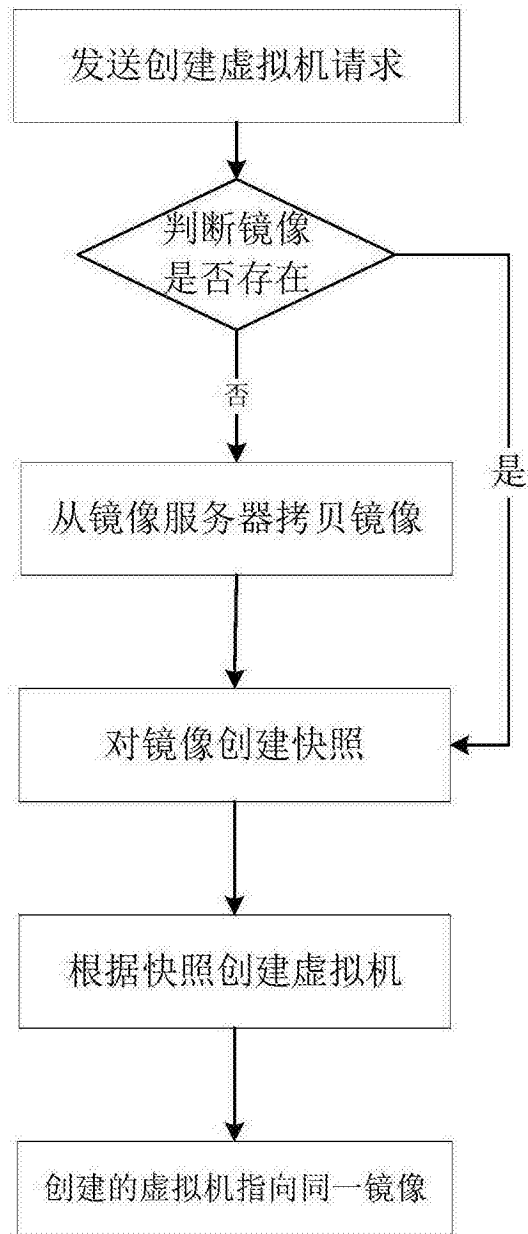 发送创建虚拟机请求
判断镜像
是否存在
否
是
从镜像服务器拷贝镜像
对镜像创建快照
根据快照创建虚拟机
创建的虚拟机指向同一镜像